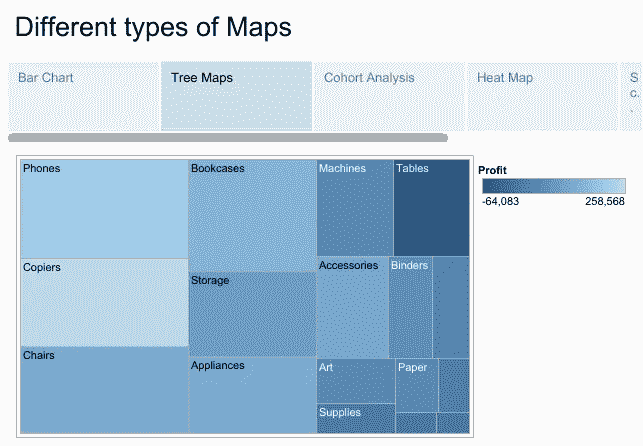 Different types of Maps
Bar Chart
Tree Maps
Cohort Analysis
Heat Map
S
c.
.
Phones
Bookcases
Machines
Tables
Profit
-64,083
258,568
Copiers
Accessories
Binders
Storage
Chairs
Appliances
Art
Paper
Supplies